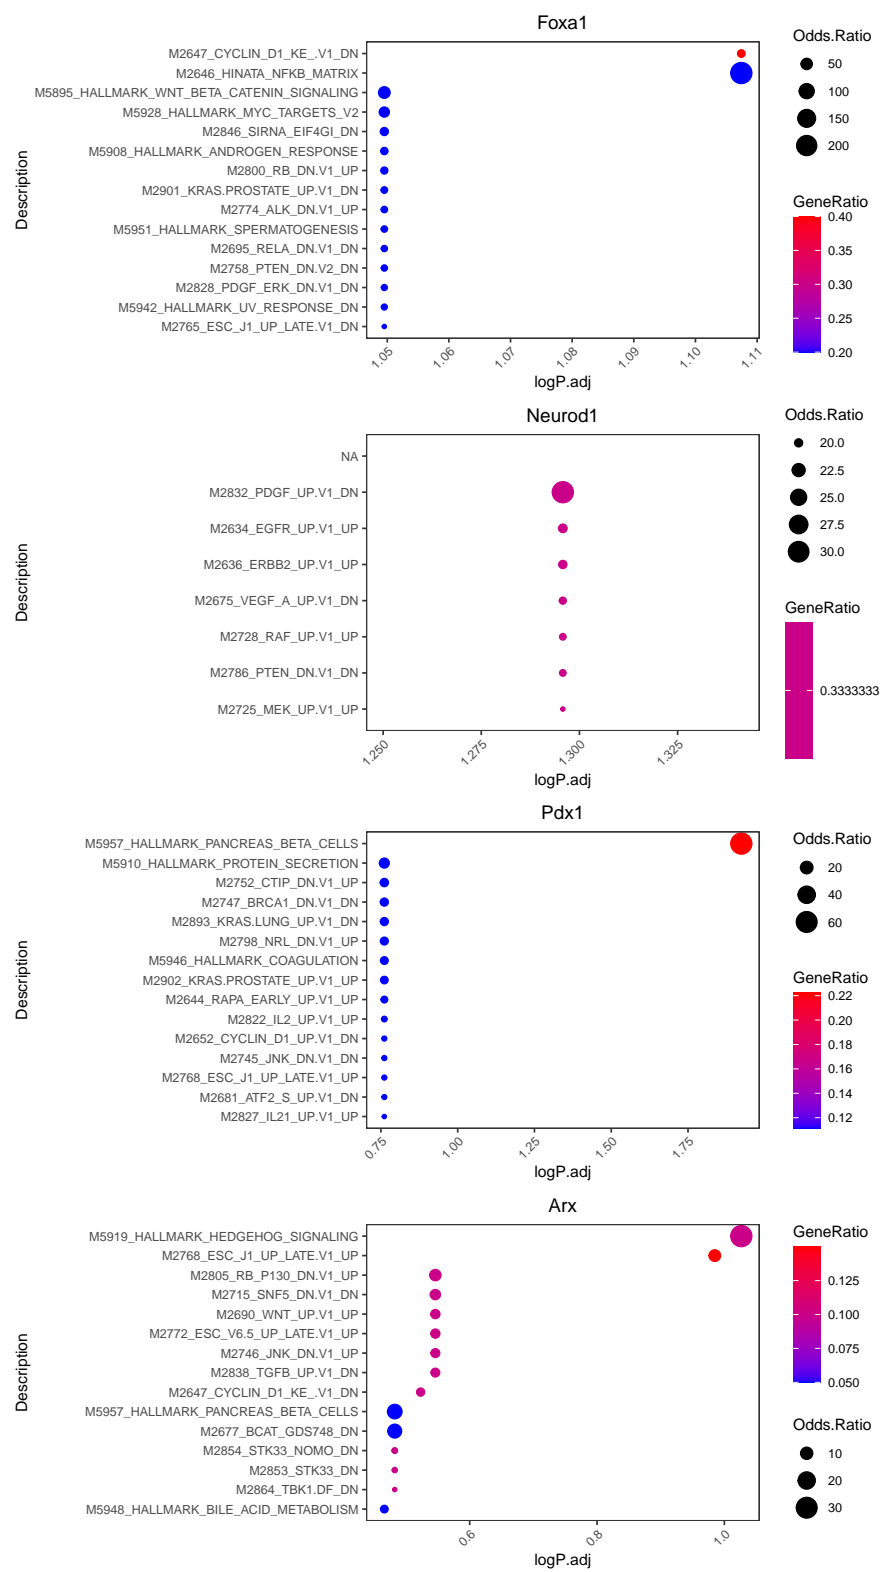 Foxa1
Description
M2647_CYCLIN_D1_KE_.V1_DN
M2646_HINATA_NFKB_MATRIX
M5895_HALLMARK_WNT_BETA_CATENIN_SIGNALING
M5928_HALLMARK_MYC_TARGETS_V2
M2846_SIRNA_EIF4GI_DN
M5908_HALLMARK_ANDROGEN_RESPONSE
M2800_RB_DN.V1_UP
M2901_KRAS.PROSTATE_UP.V1_DN
M2774_ALK_DN.V1_UP
M5951_HALLMARK_SPERMATOGENESIS
M2695_RELA_DN.V1_DN
M2758_PTEN_DN.V2_DN
M2828_PDGF_ERK_DN.V1_DN
M5942_HALLMARK_UV_RESPONSE_DN
M2765_ESC_J1_UP_LATE.V1_DN
1.05 1.06 1.07 1.08 1.09 1.10 1.11
logP.adj
Odds.Ratio
50
100
150
200
GeneRatio
0.40
0.35
0.30
0.25
0.20
Neurod1
Description
NA
M2832_PDGF_UP.V1_DN
M2634_EGFR_UP.V1_UP
M2636_ERBB2_UP.V1_UP
M2675_VEGF_A_UP.V1_DN
M2728_RAF_UP.V1_UP
M2786_PTEN_DN.V1_DN
M2725_MEK_UP.V1_UP
1.250 1.275 1.300 1.325
logP.adj
Odds.Ratio
20.0
22.5
25.0
27.5
30.0
GeneRatio
0.3333333
Pdx1
Description
M5957_HALLMARK_PANCREAS_BETA_CELLS
M5910_HALLMARK_PROTEIN_SECRETION
M2752_CTIP_DN.V1_UP
M2747_BRCA1_DN.V1_DN
M2893_KRAS.LUNG_UP.V1_DN
M2798_NRL_DN.V1_UP
M5946_HALLMARK_COAGULATION
M2902_KRAS.PROSTATE_UP.V1_UP
M2644_RAPA_EARLY_UP.V1_UP
M2822_IL2_UP.V1_UP
M2652_CYCLIN_D1_UP.V1_DN
M2745_JNK_DN.V1_DN
M2768_ESC_J1_UP_LATE.V1_UP
M2681_ATF2_S_UP.V1_DN
M2827_IL21_UP.V1_UP
0.75 1.00 1.25 1.50 1.75
logP.adj
Odds.Ratio
20
40
60
GeneRatio
0.22
0.20
0.18
0.16
0.14
0.12
Arx
Description
M5919_HALLMARK_HEDGEHOG_SIGNALING
M2768_ESC_J1_UP_LATE.V1_UP
M2805_RB_P130_DN.V1_UP
M2715_SNF5_DN.V1_DN
M2690_WNT_UP.V1_UP
M2772_ESC_V6.5_UP_LATE.V1_UP
M2746_JNK_DN.V1_UP
M2838_TGFB_UP.V1_DN
M2647_CYCLIN_D1_KE_.V1_DN
M5957_HALLMARK_PANCREAS_BETA_CELLS
M2677_BCAT_GDS748_DN
M2854_STK33_NOMO_DN
M2853_STK33_DN
M2864_TBK1.DF_DN
M5948_HALLMARK_BILE_ACID_METABOLISM
0.6 0.8 1.0
logP.adj
GeneRatio
0.125
0.100
0.075
0.050
Odds.Ratio
10
20
30